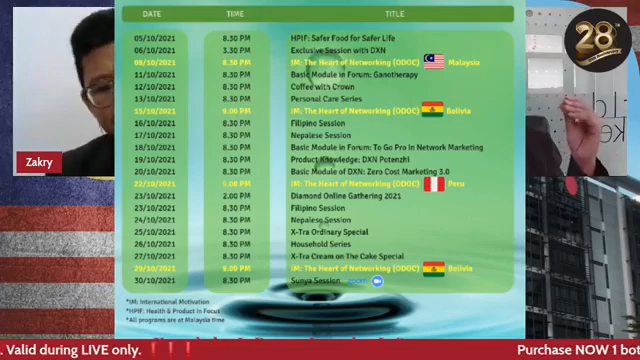 DATE TIME TITLE
05/10/2021 8.30 PM HPIF: Safer Food for Safer Life
06/10/2021 3.30 PM Exclusive Session with DXN
08/10/2021 8.30 PM IM: The Heart of Networking (ODOC) Malaysia
11/10/2021 8.30 PM Basic Module in Forum: Ganotherapy
12/10/2021 8.30 PM Coffee with Crown
13/10/2021 8.30 PM Personal Care Series
15/10/2021 9.00 PM IM: The Heart of Networking (ODOC) Bolivia
16/10/2021 8.30 PM Filipino Session
17/10/2021 8.30 PM Nepalese Session
18/10/2021 8.30 PM Basic Module in Forum: To Go Pro In Network Marketing
19/10/2021 8.30 PM Product Knowledge: DXN Potenzhi
20/10/2021 8.30 PM Basic Module of DXN: Zero Cost Marketing 3.0
22/10/2021 9.00 PM IM: The Heart of Networking (ODOC) Peru
23/10/2021 2.00 PM Diamond Online Gathering 2021
23/10/2021 8.30 PM Filipino Session
24/10/2021 8.30 PM Nepalese Session
25/10/2021 8.30 PM X-Tra Ordinary Special
26/10/2021 8.30 PM Household Series
27/10/2021 8.30 PM X-Tra Cream on The Cake Special
29/10/2021 9.00 PM IM: The Heart of Networking (ODOC) Bolivia
30/10/2021 8.30 PM Sunya Session zoom
*IM: International Motivation
*HPIF: Health & Product In Focus
*All programs are at Malaysia time
Zakry
28
. Valid during LIVE only. ❗❗❗ Purchase NOW 1 bot